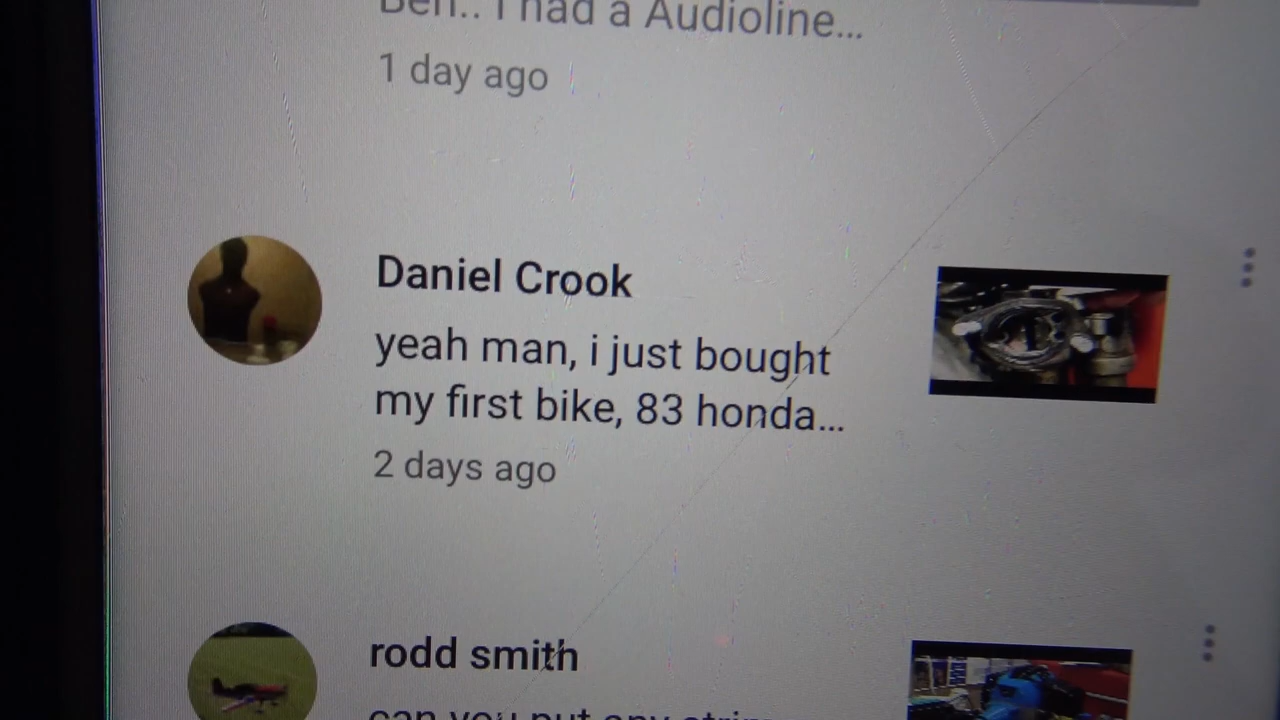 Ben.. I had a Audioline...
1 day ago
Daniel Crook
yeah man, i just bought
my first bike, 83 honda...
2 days ago
rodd smith
can you put any